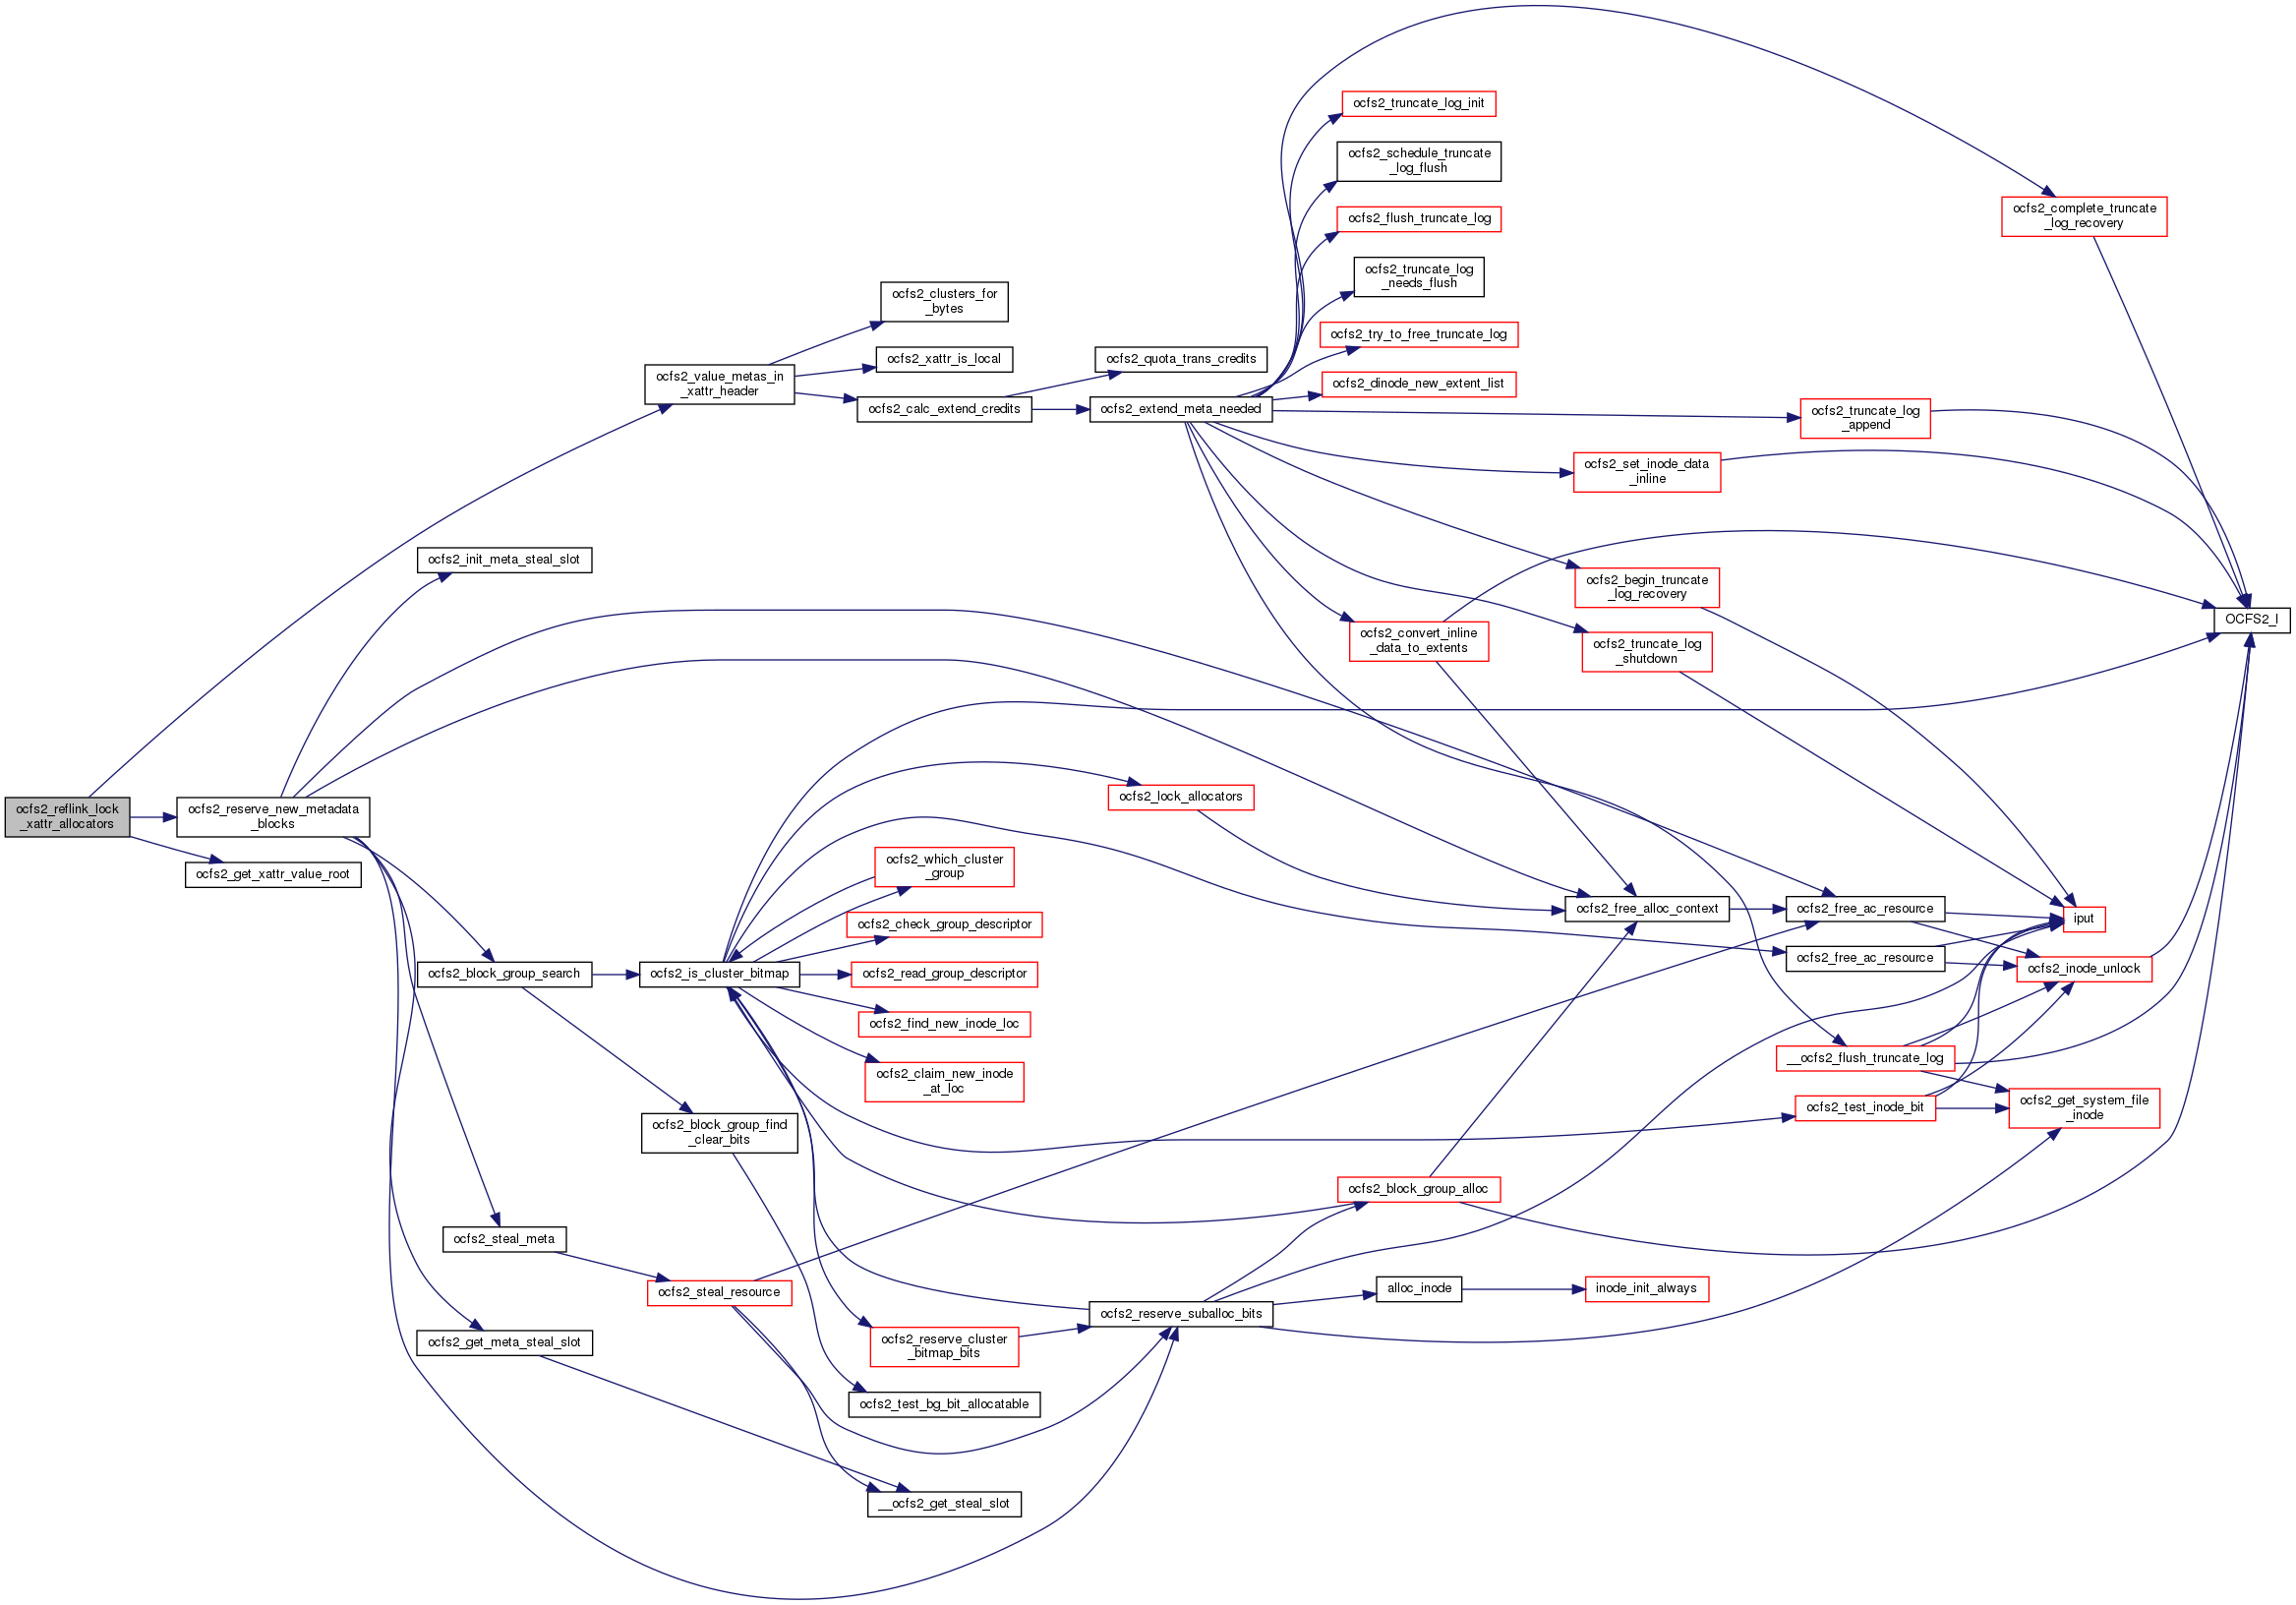 ocfs2_reflink_lock
_xattr_allocators
ocfs2_reserve_new_metadata
_blocks
ocfs2_get_xattr_value_root
ocfs2_init_meta_steal_slot
ocfs2_block_group_search
ocfs2_steal_meta
ocfs2_get_meta_steal_slot
ocfs2_value_metas_in
_xattr_header
ocfs2_is_cluster_bitmap
ocfs2_block_group_find
_clear_bits
ocfs2_steal_resource
ocfs2_clusters_for
_bytes
ocfs2_xattr_is_local
ocfs2_calc_extend_credits
ocfs2_which_cluster
_group
ocfs2_check_group_descriptor
ocfs2_read_group_descriptor
ocfs2_find_new_inode_loc
ocfs2_claim_new_inode
_at_loc
ocfs2_reserve_cluster
_bitmap_bits
ocfs2_test_bg_bit_allocatable
__ocfs2_get_steal_slot
ocfs2_quota_trans_credits
ocfs2_extend_meta_needed
ocfs2_lock_allocators
ocfs2_reserve_suballoc_bits
ocfs2_truncate_log_init
ocfs2_schedule_truncate
_log_flush
ocfs2_flush_truncate_log
ocfs2_truncate_log
_needs_flush
ocfs2_try_to_free_truncate_log
ocfs2_dinode_new_extent_list
ocfs2_convert_inline
_data_to_extents
ocfs2_block_group_alloc
alloc_inode
ocfs2_set_inode_data
_inline
ocfs2_begin_truncate
_log_recovery
ocfs2_truncate_log
_shutdown
ocfs2_free_alloc_context
inode_init_always
ocfs2_truncate_log
_append
ocfs2_free_ac_resource
ocfs2_free_ac_resource
__ocfs2_flush_truncate_log
ocfs2_test_inode_bit
ocfs2_complete_truncate
_log_recovery
iput
ocfs2_inode_unlock
ocfs2_get_system_file
_inode
OCFS2_I